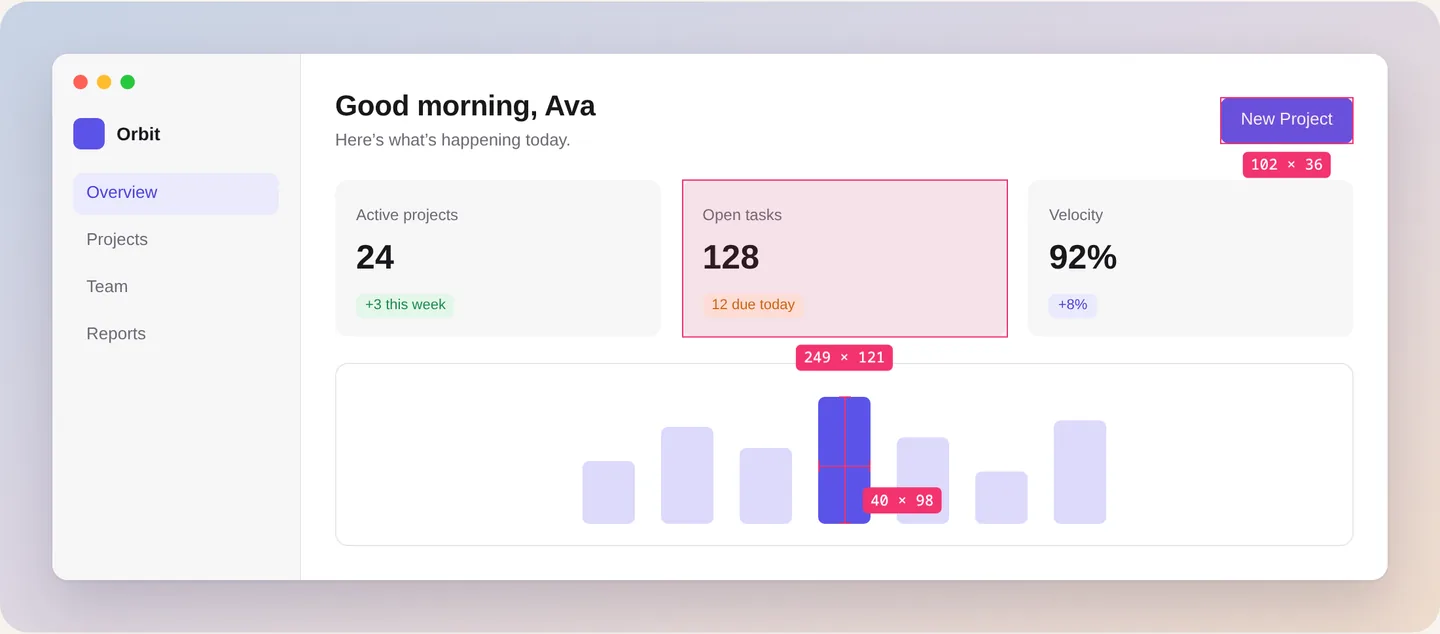 Orbit
Overview
Projects
Team
Reports
Good morning, Ava
Here’s what’s happening today.
New Project
102 × 36
Active projects
24
+3 this week
Open tasks
128
12 due today
Velocity
92%
+8%
249 × 121
40 × 98